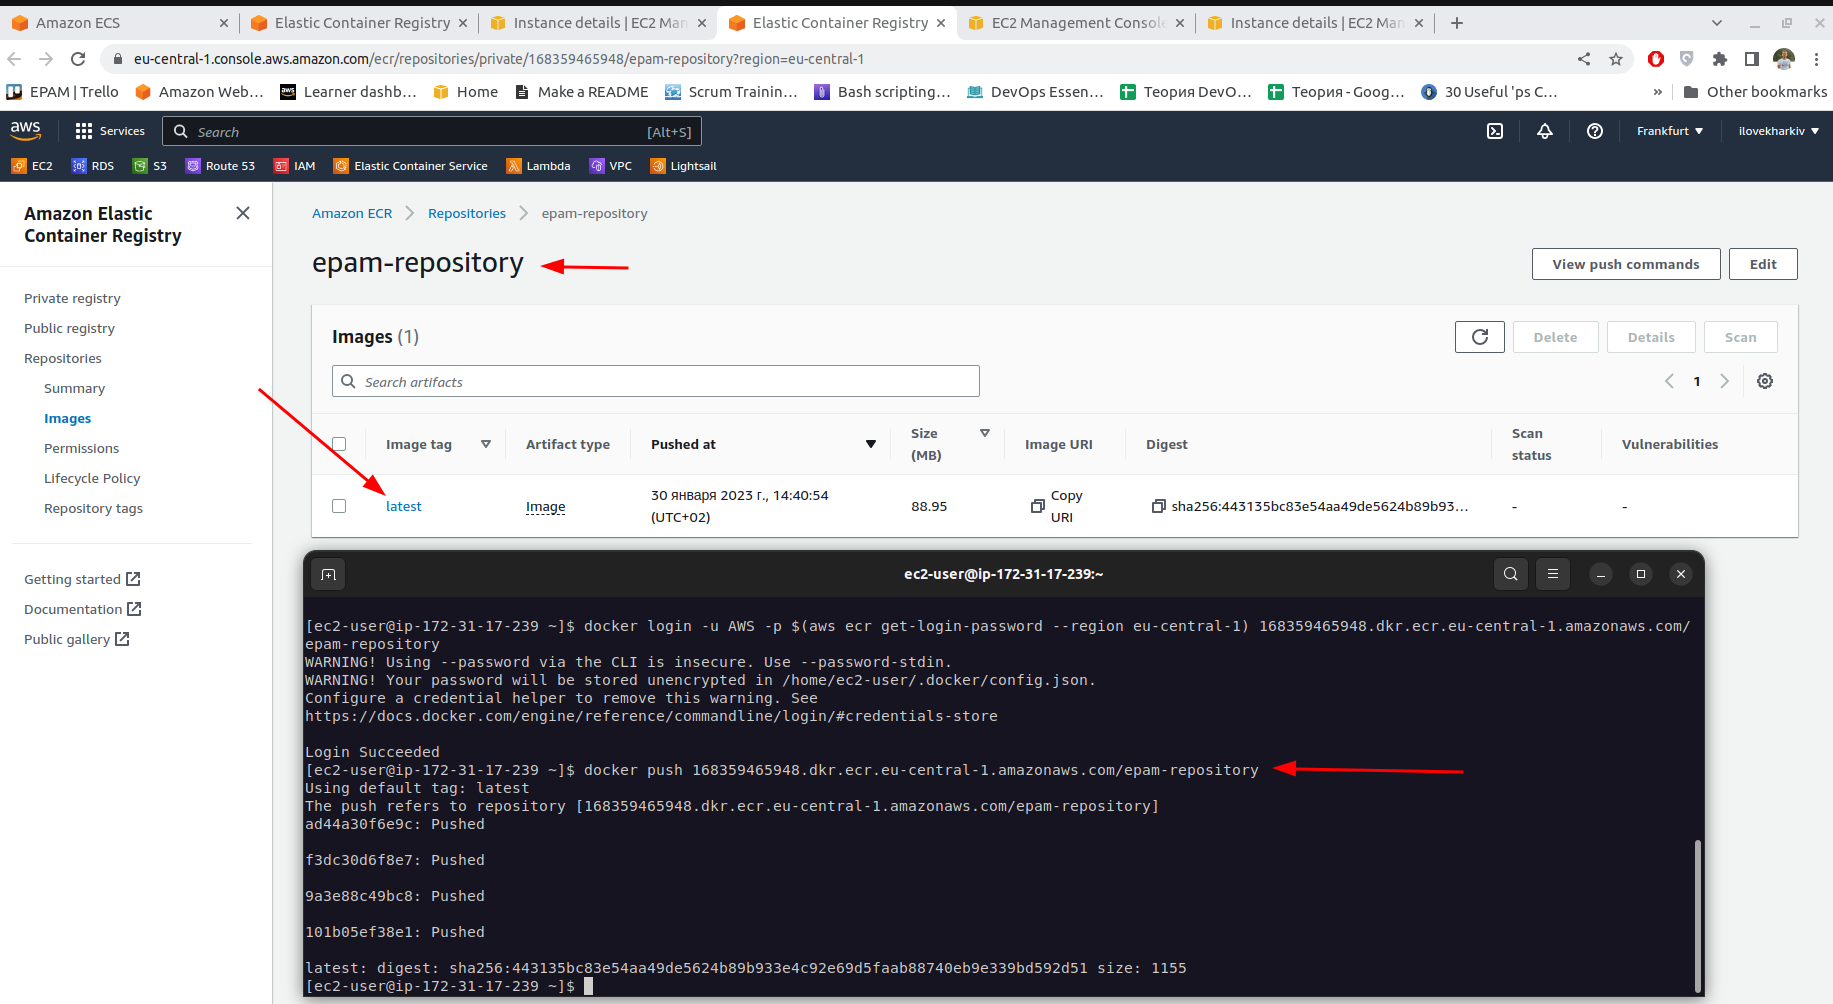 Amazon ECS
Elastic Container Registry
Instance details | EC2 Man
Elastic Container Registry
EC2 Management Console
Instance details | EC2 Man
eu-central-1.console.aws.amazon.com/ecr/repositories/private/168359465948/epam-repository?region=eu-central-1
EPAM | Trello
Amazon Web...
Learner dashb...
Home
Make a README
Scrum Trainin...
Bash scripting...
DevOps Essen...
Теория DevO...
Теория - Goog...
30 Useful 'ps C...
»
Other bookmarks
aws
Services
Search
[Alt+S]
Frankfurt
ilovekharkiv
EC2
RDS
S3
Route 53
IAM
Elastic Container Service
Lambda
VPC
Lightsail
Amazon Elastic
Container Registry
Private registry
Public registry
Repositories
Summary
Images
Permissions
Lifecycle Policy
Repository tags
Getting started
Documentation
Public gallery
Amazon ECR
Repositories
epam-repository
epam-repository
View push commands
Edit
Images (1)
Delete
Details
Scan
Search artifacts
1
Image tag
Artifact type
Pushed at
Size
(MB)
Image URI
Digest
Scan
status
Vulnerabilities
latest
Image
30 января 2023 г., 14:40:54
(UTC+02)
88.95
Copy
URI
sha256:443135bc83e54aa49de5624b89b93...
-
-
ec2-user@ip-172-31-17-239:~
[ec2-user@ip-172-31-17-239 ~]$ docker login -u AWS -p $(aws ecr get-login-password --region eu-central-1) 168359465948.dkr.ecr.eu-central-1.amazonaws.com/
epam-repository
WARNING! Using --password via the CLI is insecure. Use --password-stdin.
WARNING! Your password will be stored unencrypted in /home/ec2-user/.docker/config.json.
Configure a credential helper to remove this warning. See
https://docs.docker.com/engine/reference/commandline/login/#credentials-store
Login Succeeded
[ec2-user@ip-172-31-17-239 ~]$ docker push 168359465948.dkr.ecr.eu-central-1.amazonaws.com/epam-repository
Using default tag: latest
The push refers to repository [168359465948.dkr.ecr.eu-central-1.amazonaws.com/epam-repository]
ad44a30f6e9c: Pushed
f3dc30d6f8e7: Pushed
9a3e88c49bc8: Pushed
101b05ef38e1: Pushed
latest: digest: sha256:443135bc83e54aa49de5624b89b933e4c92e69d5faab88740eb9e339bd592d51 size: 1155
[ec2-user@ip-172-31-17-239 ~]$